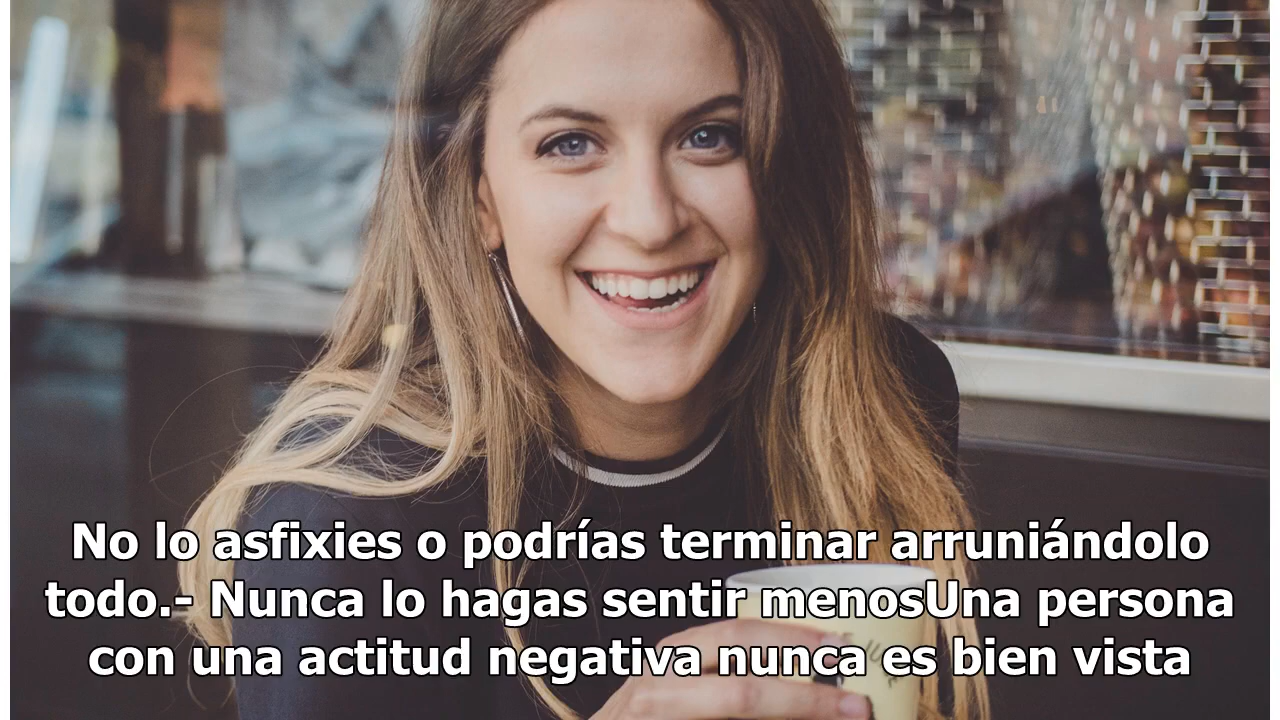 No lo asfixies o podrías terminar arruniándolo
todo.- Nunca lo hagas sentir menosUna persona
con una actitud negativa nunca es bien vista